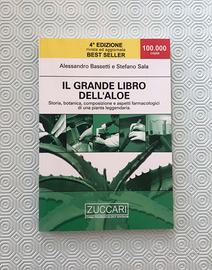 4ª EDIZIONE
rivista ed aggiornata
BEST SELLER
100.000
copie
Alessandro Bassetti e Stefano Sala
IL GRANDE LIBRO
DELL'ALOE
Storia, botanica, composizione e aspetti farmacologici
di una pianta leggendaria.
ZUCCARI